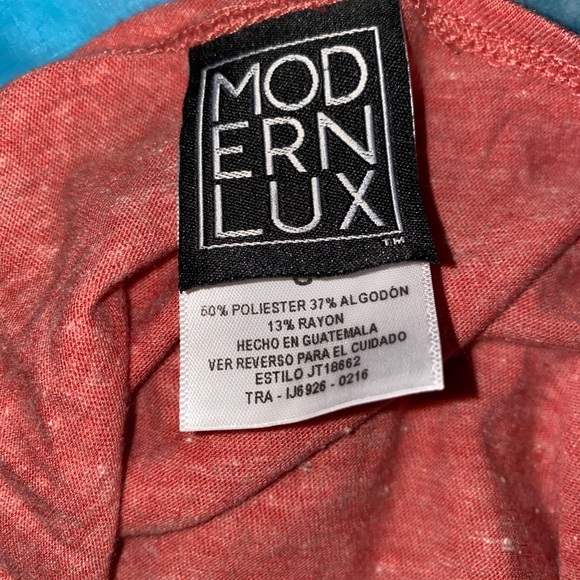 MOD
ERN
LUX
TM
50% POLIESTER 37% ALGODÓN
13% RAYON
HECHO EN GUATEMALA
VER REVERSO PARA EL CUIDADO
ESTILO JT18662
TRA - IJ6926 - 0216